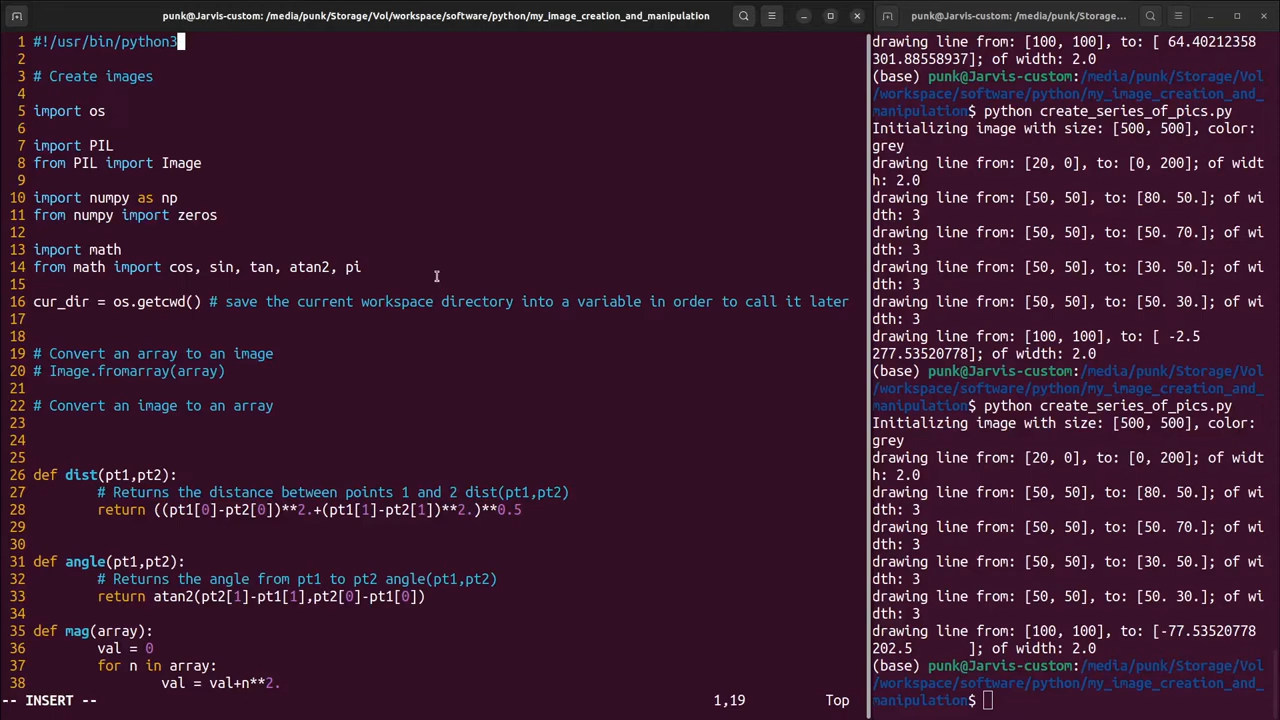 punk@Jarvis-custom: /media/punk/Storage/Vol/workspace/software/python/my_image_creation_and_manipulation
1 #!/usr/bin/python3
2
3 # Create images
4
5 import os
6
7 import PIL
8 from PIL import Image
9
10 import numpy as np
11 from numpy import zeros
12
13 import math
14 from math import cos, sin, tan, atan2, pi
15
16 cur_dir = os.getcwd() # save the current workspace directory into a variable in order to call it later
17
18
19 # Convert an array to an image
20 # Image.fromarray(array)
21
22 # Convert an image to an array
23
24
25
26 def dist(pt1,pt2):
27         # Returns the distance between points 1 and 2 dist(pt1,pt2)
28         return ((pt1[0]-pt2[0])**2.+(pt1[1]-pt2[1])**2.)**0.5
29
30
31 def angle(pt1,pt2):
32         # Returns the angle from pt1 to pt2 angle(pt1,pt2)
33         return atan2(pt2[1]-pt1[1],pt2[0]-pt1[0])
34
35 def mag(array):
36         val = 0
37         for n in array:
38                 val = val+n**2.
-- INSERT --                    1,19          Top
punk@Jarvis-custom: /media/punk/Storage...
drawing line from: [100, 100], to: [ 64.40212358
301.88558937]; of width: 2.0
(base) punk@Jarvis-custom:/media/punk/Storage/Vol
/workspace/software/python/my_image_creation_and_
manipulation$ python create_series_of_pics.py
Initializing image with size: [500, 500], color:
grey
drawing line from: [20, 0], to: [0, 200]; of widt
h: 2.0
drawing line from: [50, 50], to: [80. 50.]; of wi
dth: 3
drawing line from: [50, 50], to: [50. 70.]; of wi
dth: 3
drawing line from: [50, 50], to: [30. 50.]; of wi
dth: 3
drawing line from: [50, 50], to: [50. 30.]; of wi
dth: 3
drawing line from: [100, 100], to: [ -2.5
277.53520778]; of width: 2.0
(base) punk@Jarvis-custom:/media/punk/Storage/Vol
/workspace/software/python/my_image_creation_and_
manipulation$ python create_series_of_pics.py
Initializing image with size: [500, 500], color:
grey
drawing line from: [20, 0], to: [0, 200]; of widt
h: 2.0
drawing line from: [50, 50], to: [80. 50.]; of wi
dth: 3
drawing line from: [50, 50], to: [50. 70.]; of wi
dth: 3
drawing line from: [50, 50], to: [30. 50.]; of wi
dth: 3
drawing line from: [50, 50], to: [50. 30.]; of wi
dth: 3
drawing line from: [100, 100], to: [-77.53520778
202.5      ]; of width: 2.0
(base) punk@Jarvis-custom:/media/punk/Storage/Vol
/workspace/software/python/my_image_creation_and_
manipulation$